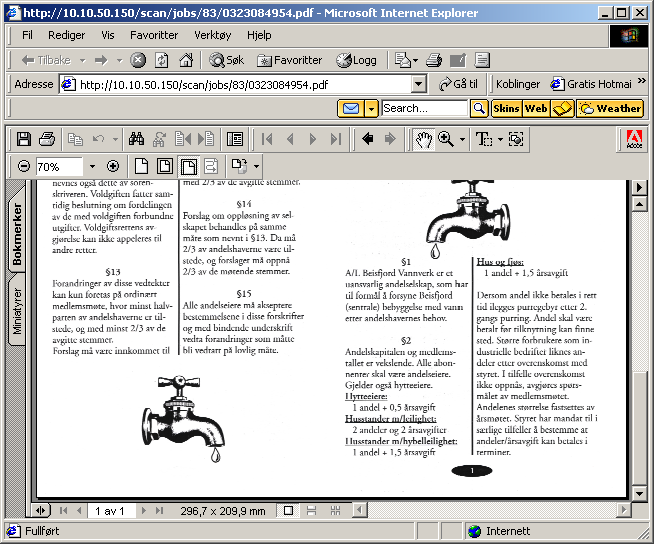 http://10.10.50.150/scan/jobs/83/0323084954.pdf - Microsoft Internet Explorer
Fil Rediger Vis Favoritter Verktøy Hjelp
Tilbake Søk Favoritter Logg
Adresse http://10.10.50.150/scan/jobs/83/0323084954.pdf Gå til Koblinger Gratis Hotmai »
Search... Skins Web Weather
Adobe
70%
Bokmerker
Miniatyrer
nevnes også dette av soren-
skriveren. Voldgiften fatter sam-
tidig beslutning om fordelingen
av de med voldgiften forbundne
utgifter. Voldgiftsrettens av-
gjørelse kan ikke appeleres til
andre retter.
§13
Forandringer av disse vedtekter
kan kun foretas på ordinært
medlemsmøte, hvor minst halv-
parten av andelshaverne er til-
stede, og med minst 2/3 av de
avgitte stemmer.
Forslag må være innkommet til
med 2/3 av de avgitte stemmer.
§14
Forslag om oppløsning av sel-
skapet behandles på samme
måte som nevnt i §13. Da må
2/3 av andelshaverne være til-
stede, og forslaget må oppnå
2/3 av de møtende stemmer.
§15
Alle andelseiere må akseptere
bestemmelsene i disse forskrifter
og med bindende underskrift
vedta forandringer som måtte
bli vedtatt på lovlig måte.
§1
A/L Beisfjord Vannverk er et
uansvarlig andelselskap, som har
til formål å forsyne Beisfjord
(sentrale) bebyggelse med vann
etter andelshavernes behov.
§2
Andelskapitalen og medlems-
tallet er vekslende. Alle abon-
nenter skal være andelseiere.
Gjelder også hytteeiere.
Hytteeiere:
1 andel + 0,5 årsavgift
Husstander m/leilighet:
2 andeler og 2 årsavgifter
Husstander m/hybelleilighet:
1 andel + 1,5 årsavgift
Hus og fjøs:
1 andel + 1,5 årsavgift
Dersom andel ikke betales i rett
tid ilegges purregebyr etter 2.
gangs purring. Andel skal være
betalt før tilknytning kan finne
sted. Større forbrukere som in-
dustrielle bedrifter liknes an-
deler etter overenskomst med
styret. I tilfelle overenskomst
ikke oppnås, avgjøres spørs-
målet av medlemsmøtet.
Andelenes størrelse fastsettes av
årsmøtet. Styret har mandat til i
særlige tilfeller å bestemme at
andeler/årsavgift kan betales i
terminer.
1
1 av 1 296,7 x 209,9 mm
Fullført Internett